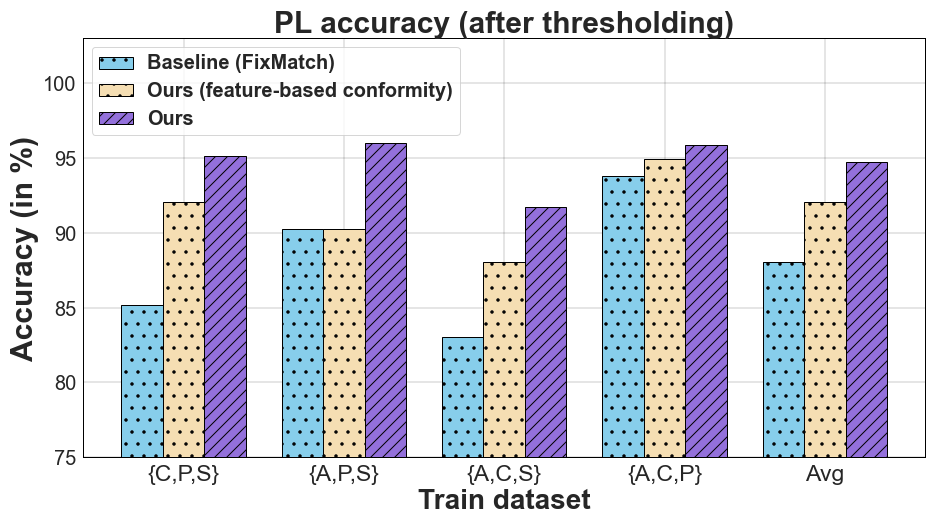 PL accuracy (after thresholding)
Baseline (FixMatch)
Ours (feature-based conformity)
Ours
Accuracy (in %)
100
95
90
85
80
75
{C,P,S} {A,P,S} {A,C,S} {A,C,P} Avg
Train dataset